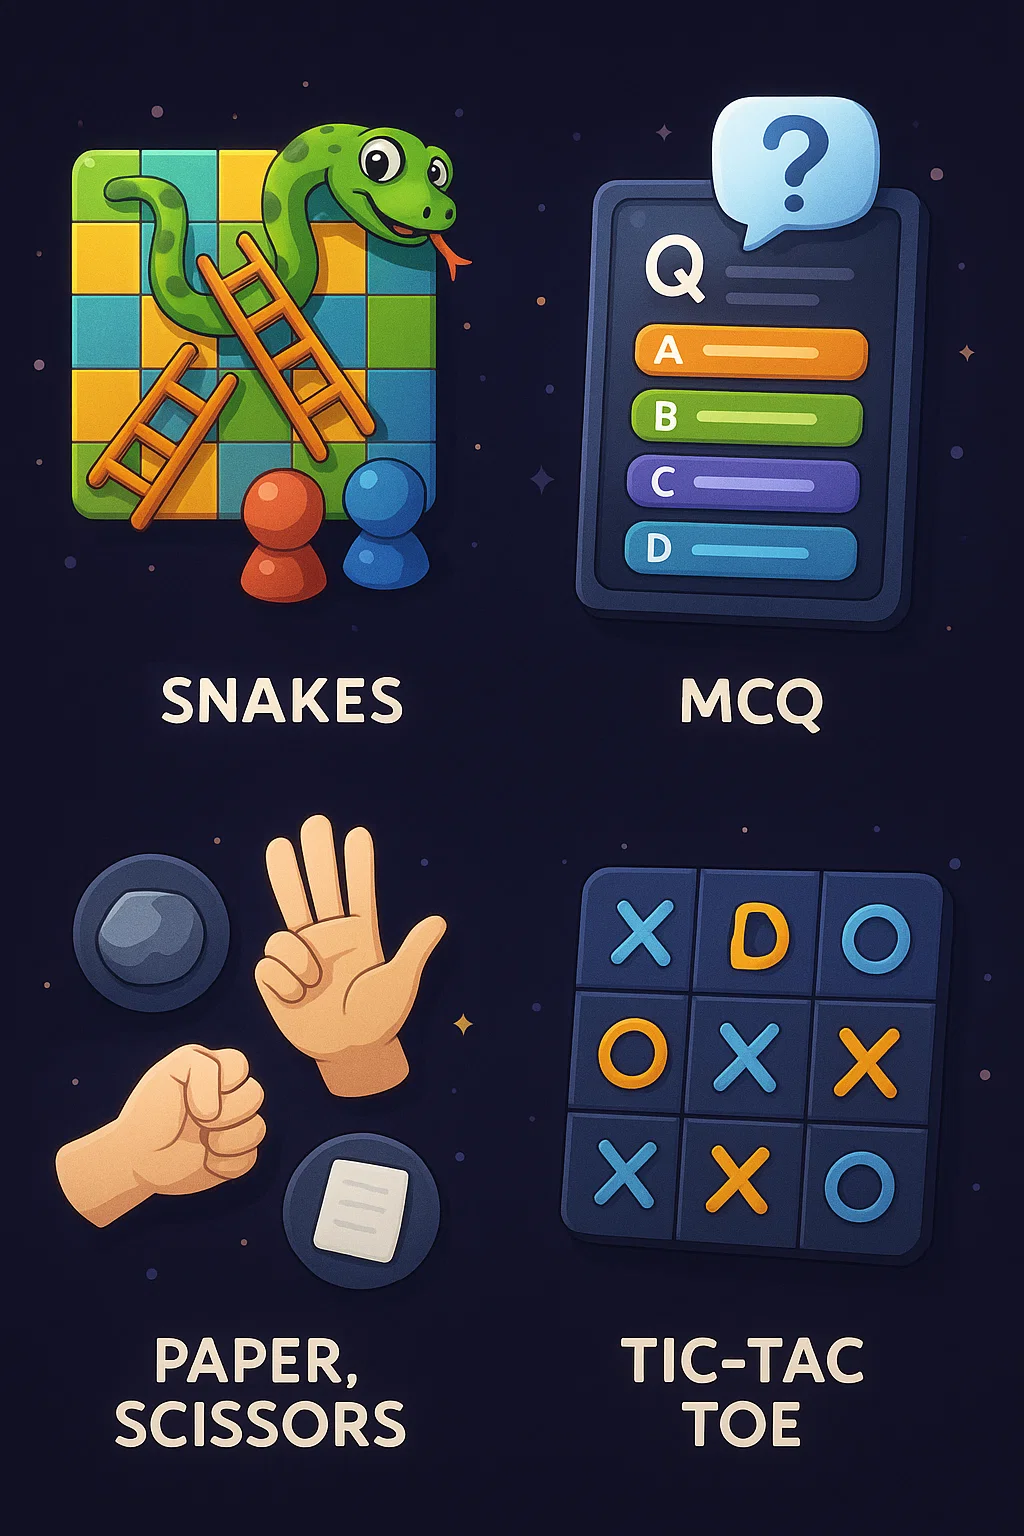 ?
Q
A
B
C
D
SNAKES
MCQ
X D O
O X X
X X O
PAPER,
SCISSORS
TIC-TAC
TOE